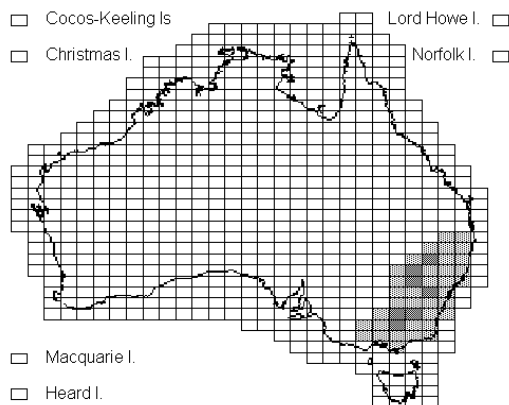 Cocos-Keeling Is
Lord Howe I.
Christmas I.
Norfolk I.
Macquarie I.
Heard I.